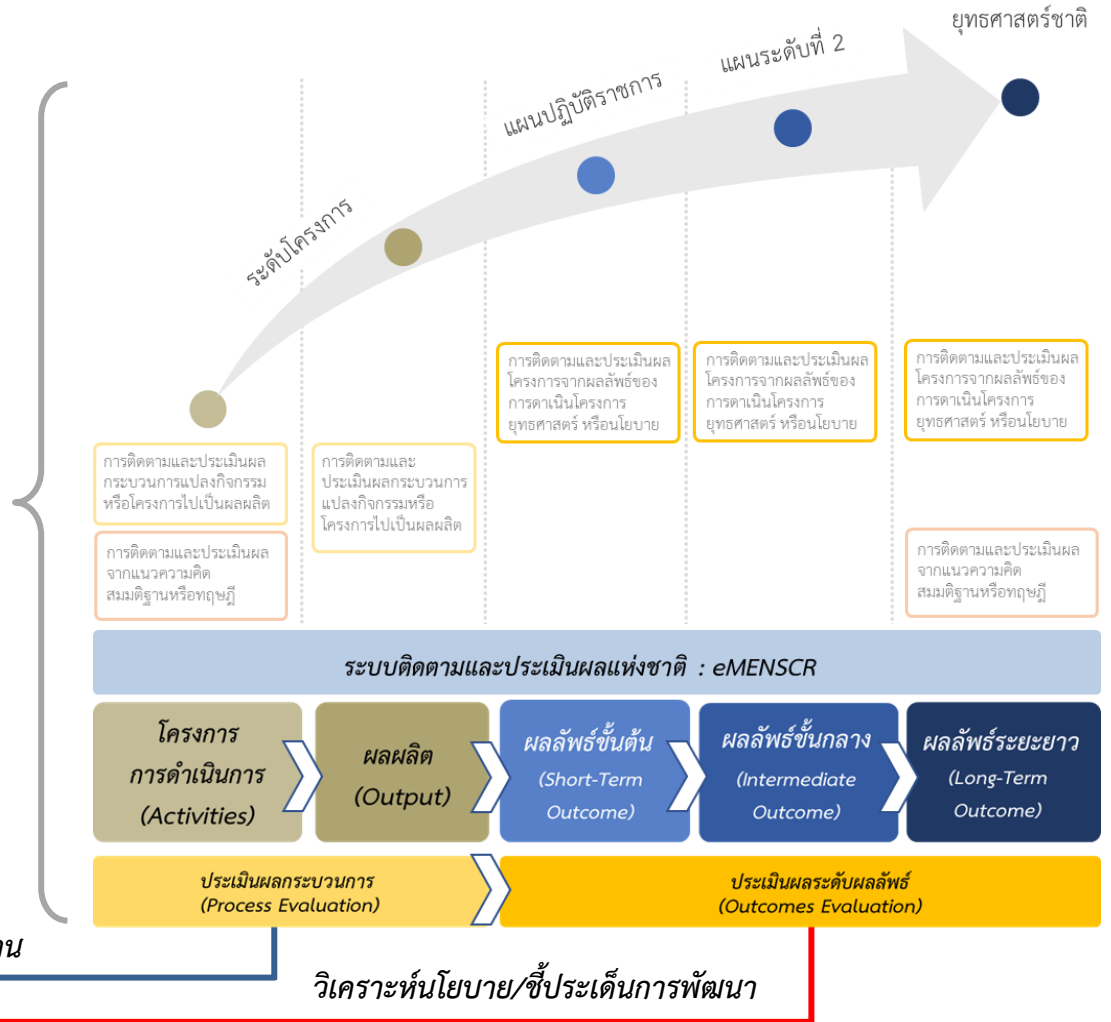 ยุทธศาสตร์ชาติ
แผนระดับที่ 2
แผนปฏิบัติราชการ
ระดับโครงการ
การติดตามและประเมินผล
โครงการจากผลลัพธ์ของ
การดาเนินโครงการ
ยุทธศาสตร์ หรือนโยบาย
การติดตามและประเมินผล
โครงการจากผลลัพธ์ของ
การดาเนินโครงการ
ยุทธศาสตร์ หรือนโยบาย
การติดตามและประเมินผล
โครงการจากผลลัพธ์ของ
การดาเนินโครงการ
ยุทธศาสตร์ หรือนโยบาย
การติดตามและประเมินผล
กระบวนการแปลงกิจกรรม
หรือโครงการไปเป็นผลผลิต
การติดตามและ
ประเมินผลกระบวนการ
แปลงกิจกรรมหรือ
โครงการไปเป็นผลผลิต
การติดตามและประเมินผล
จากแนวความคิด
สมมติฐานหรือทฤษฎี
การติดตามและประเมินผล
จากแนวความคิด
สมมติฐานหรือทฤษฎี
ระบบติดตามและประเมินผลแห่งชาติ : eMENSCR
โครงการ
การดำเนินการ
(Activities)
ผลผลิต
(Output)
ผลลัพธ์ขั้นต้น
(Short-Term
Outcome)
ผลลัพธ์ขั้นกลาง
(Intermediate
Outcome)
ผลลัพธ์ระยะยาว
(Long-Term
Outcome)
ประเมินผลกระบวนการ
(Process Evaluation)
ประเมินผลระดับผลลัพธ์
(Outcomes Evaluation)
วิเคราะห์นโยบาย/ชี้ประเด็นการพัฒนา